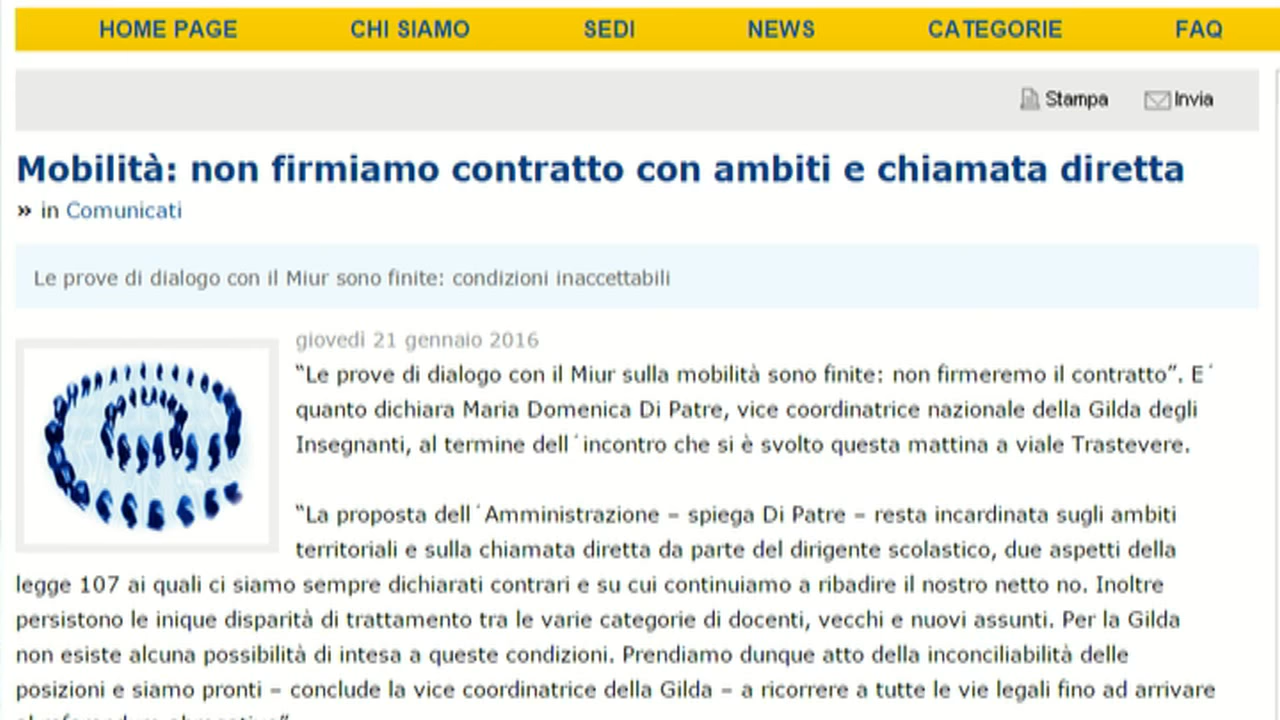 HOME PAGE CHI SIAMO SEDI NEWS CATEGORIE FAQ
Stampa Invia
Mobilità: non firmiamo contratto con ambiti e chiamata diretta
» in Comunicati
Le prove di dialogo con il Miur sono finite: condizioni inaccettabili
giovedì 21 gennaio 2016
“Le prove di dialogo con il Miur sulla mobilità sono finite: non firmeremo il contratto”. E´
quanto dichiara Maria Domenica Di Patre, vice coordinatrice nazionale della Gilda degli
Insegnanti, al termine dell´incontro che si è svolto questa mattina a viale Trastevere.
“La proposta dell´Amministrazione – spiega Di Patre – resta incardinata sugli ambiti
territoriali e sulla chiamata diretta da parte del dirigente scolastico, due aspetti della
legge 107 ai quali ci siamo sempre dichiarati contrari e su cui continuiamo a ribadire il nostro netto no. Inoltre
persistono le inique disparità di trattamento tra le varie categorie di docenti, vecchi e nuovi assunti. Per la Gilda
non esiste alcuna possibilità di intesa a queste condizioni. Prendiamo dunque atto della inconciliabilità delle
posizioni e siamo pronti – conclude la vice coordinatrice della Gilda – a ricorrere a tutte le vie legali fino ad arrivare